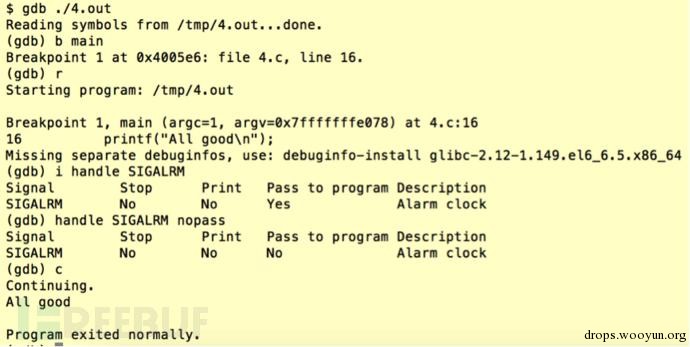 $ gdb ./4.out
Reading symbols from /tmp/4.out...done.
(gdb) b main
Breakpoint 1 at 0x4005e6: file 4.c, line 16.
(gdb) r
Starting program: /tmp/4.out

Breakpoint 1, main (argc=1, argv=0x7fffffffe078) at 4.c:16
16          printf("All good\n");
Missing separate debuginfos, use: debuginfo-install glibc-2.12-1.149.el6_6.5.x86_64
(gdb) i handle SIGALRM
Signal        Stop      Print   Pass to program Description
SIGALRM       No        No      Yes             Alarm clock
(gdb) handle SIGALRM nopass
Signal        Stop      Print   Pass to program Description
SIGALRM       No        No      No              Alarm clock
(gdb) c
Continuing.
All good
FREEBUF
Program exited normally.
drops.wooyun.org